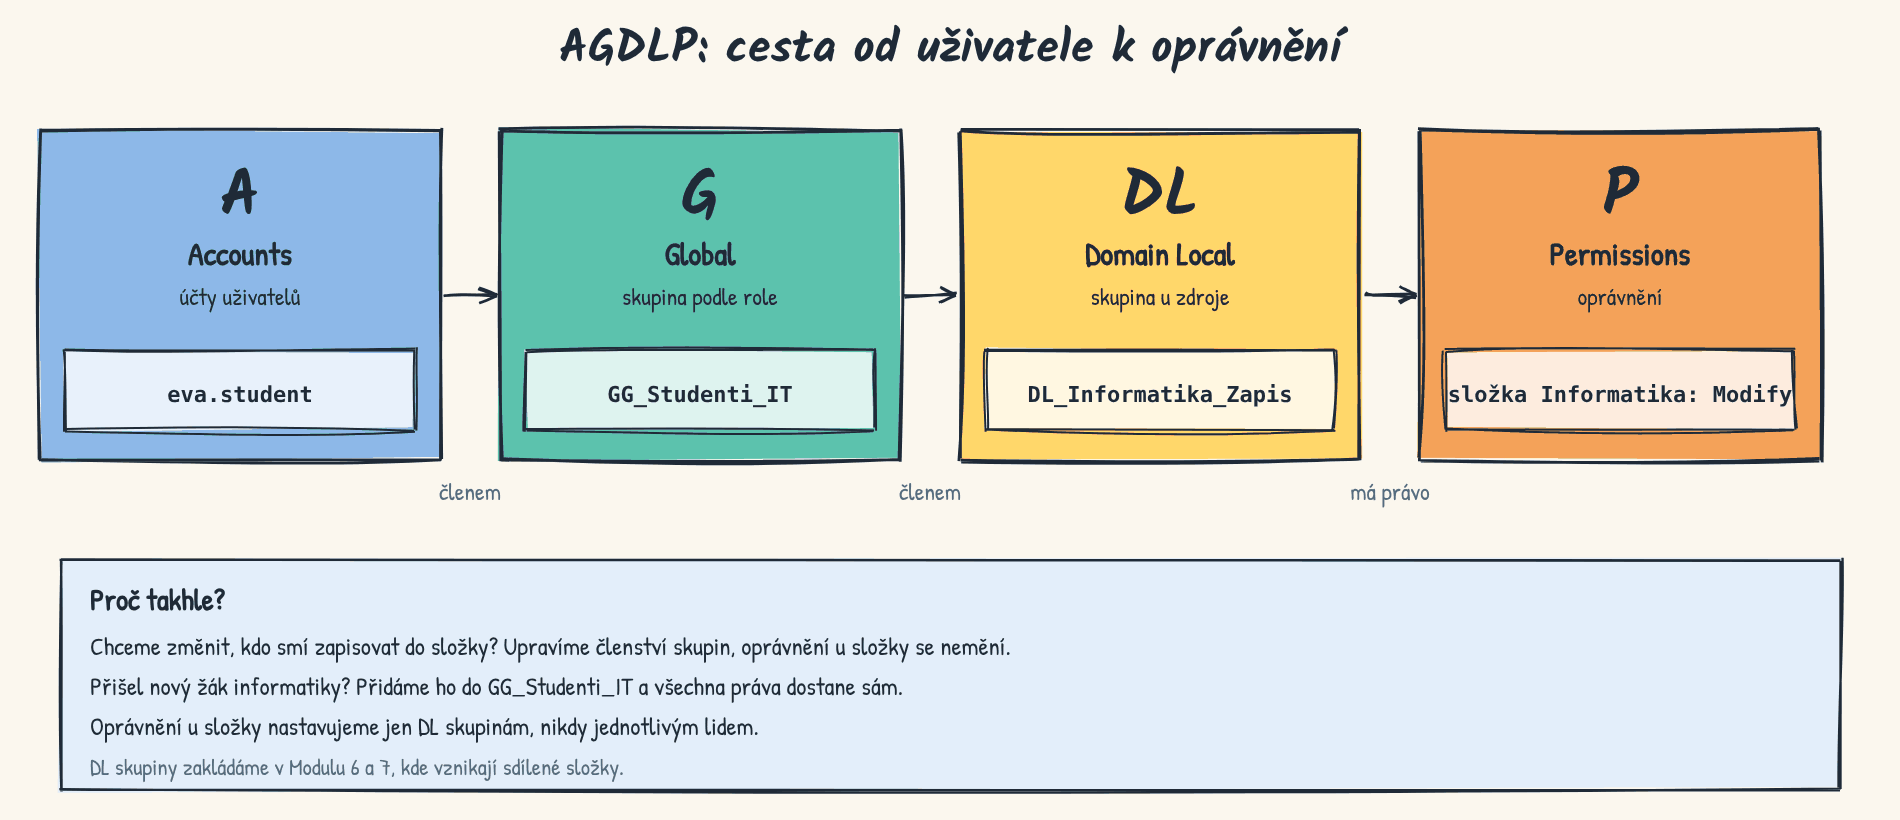 AGDLP: cesta od uživatele k oprávnění
A
Accounts
účty uživatelů
eva.student
G
Global
skupina podle role
GG_Studenti_IT
DL
Domain Local
skupina u zdroje
DL_Informatika_Zapis
P
Permissions
oprávnění
složka Informatika: Modify
členem
členem
má právo
Proč takhle?
Chceme změnit, kdo smí zapisovat do složky? Upravíme členství skupin, oprávnění u složky se nemění.
Přišel nový žák informatiky? Přidáme ho do GG_Studenti_IT a všechna práva dostane sám.
Oprávnění u složky nastavujeme jen DL skupinám, nikdy jednotlivým lidem.
DL skupiny zakládáme v Modulu 6 a 7, kde vznikají sdílené složky.